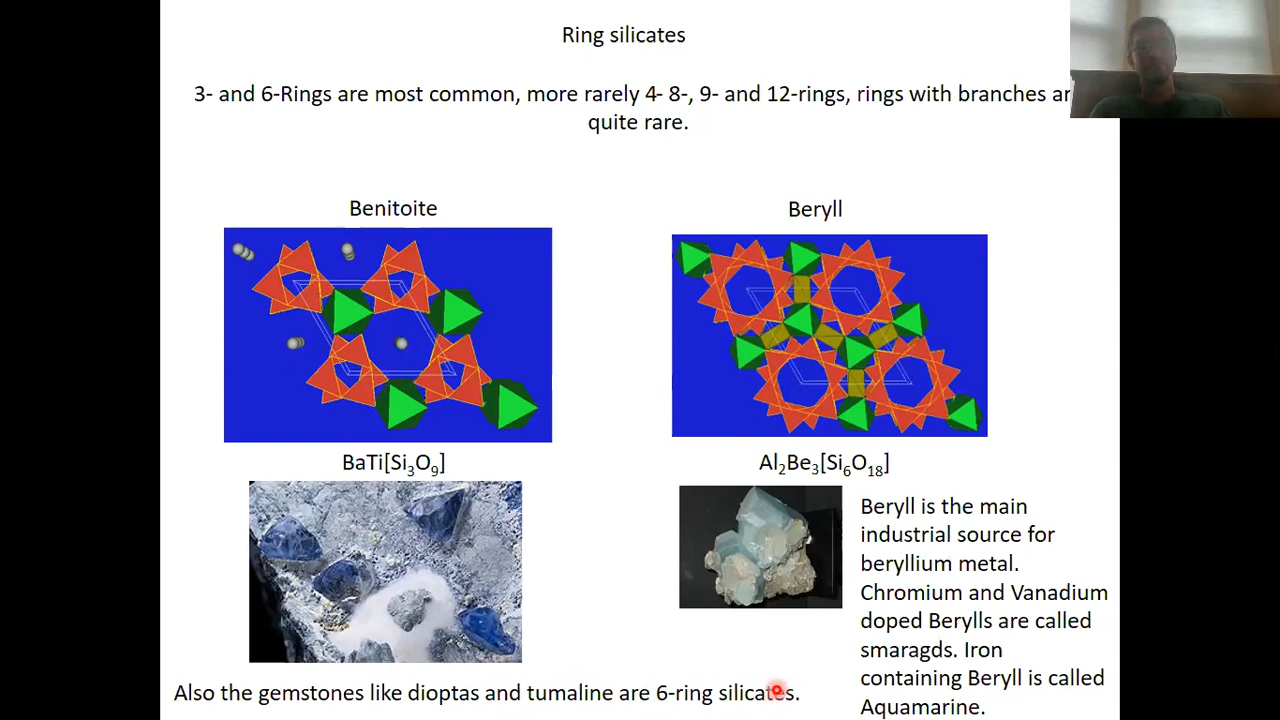 Ring silicates
3- and 6-Rings are most common, more rarely 4- 8-, 9- and 12-rings, rings with branches
quite rare.
Benitoite
Beryll
BaTi[Si₃O₉]
Al₂Be₃[Si₆O₁₈]
Beryll is the main
industrial source for
beryllium metal.
Chromium and Vanadium
doped Berylls are called
smaragds. Iron
containing Beryll is called
Aquamarine.
Also the gemstones like dioptas and tumaline are 6-ring silicates.